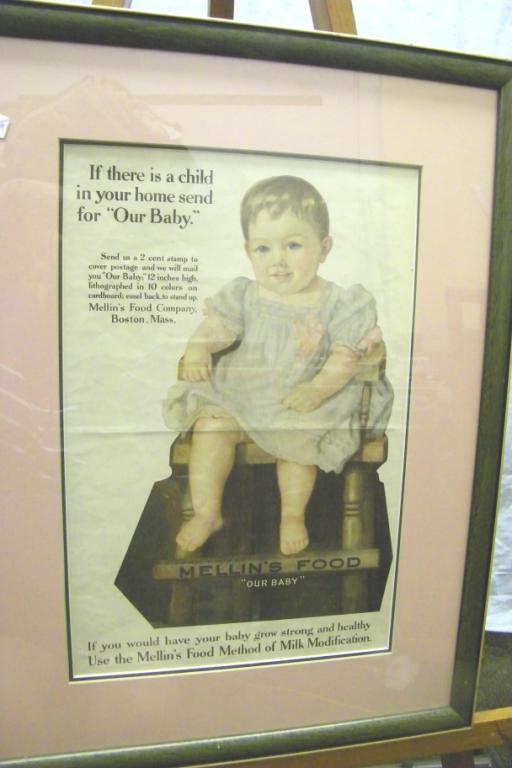 If there is a child
in your home send
for "Our Baby."
Send us a 2 cent stamp to
cover postage and we will mail
you "Our Baby," 12 inches high,
lithographed in 10 colors on
cardboard; easel back, to stand up.
Mellin's Food Company,
Boston, Mass.
MELLIN'S FOOD
"OUR BABY"
If you would have your baby grow strong and healthy
Use the Mellin's Food Method of Milk Modification.